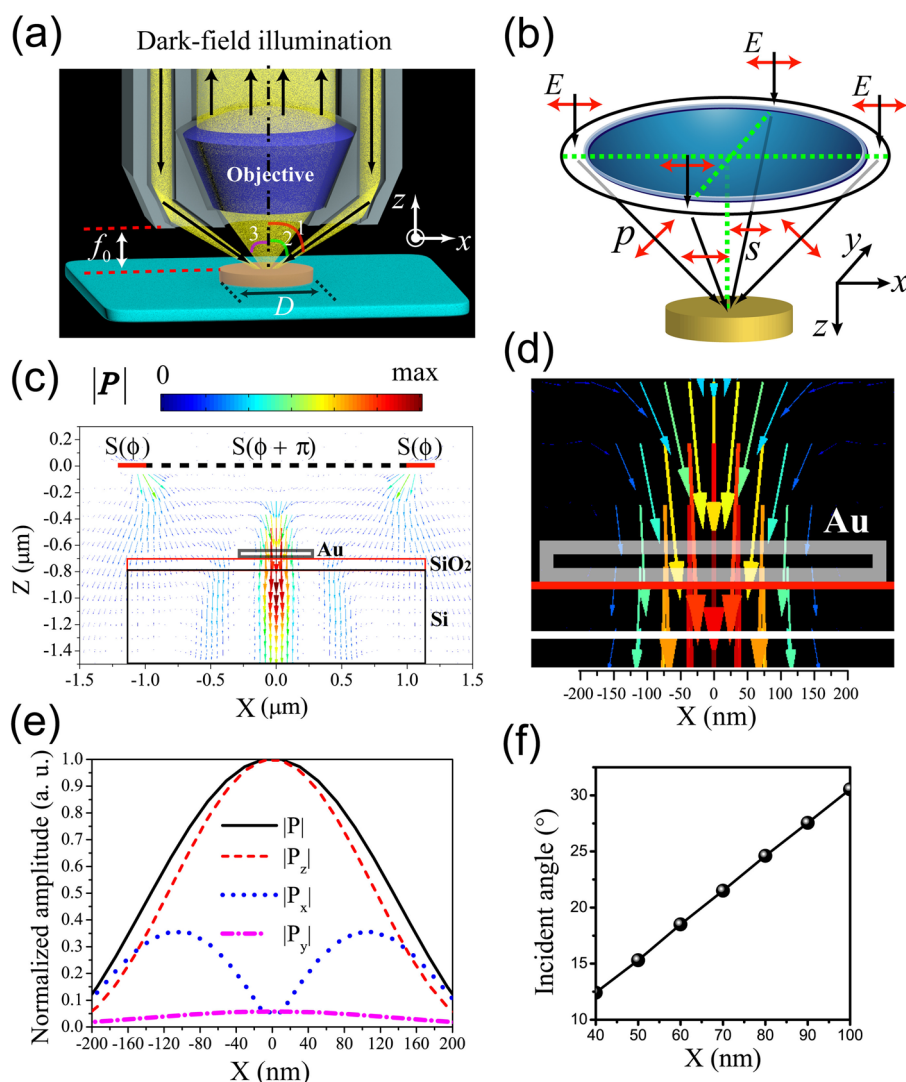 (a)
Dark-field illumination
Objective
1
2
3
f₀
D
z
x
(b)
E
E
E
p
s
y
x
z
(c)
|P|
0
max
S(ϕ)
S(ϕ + π)
S(ϕ)
0.2
0.0
-0.2
-0.4
-0.6
-0.8
-1.0
-1.2
-1.4
Z (μm)
Au
SiO₂
Si
-1.5 -1.0 -0.5 0.0 0.5 1.0 1.5
X (μm)
(d)
Au
-200 -150 -100 -50 0 50 100 150 200
X (nm)
(e)
Normalized amplitude (a. u.)
1.0
0.9
0.8
0.7
0.6
0.5
0.4
0.3
0.2
0.1
0.0
|P|
|P_z|
|P_x|
|P_y|
-200 -160 -120 -80 -40 0 40 80 120 160 200
X (nm)
(f)
Incident angle (°)
30
25
20
15
10
40 50 60 70 80 90 100
X (nm)